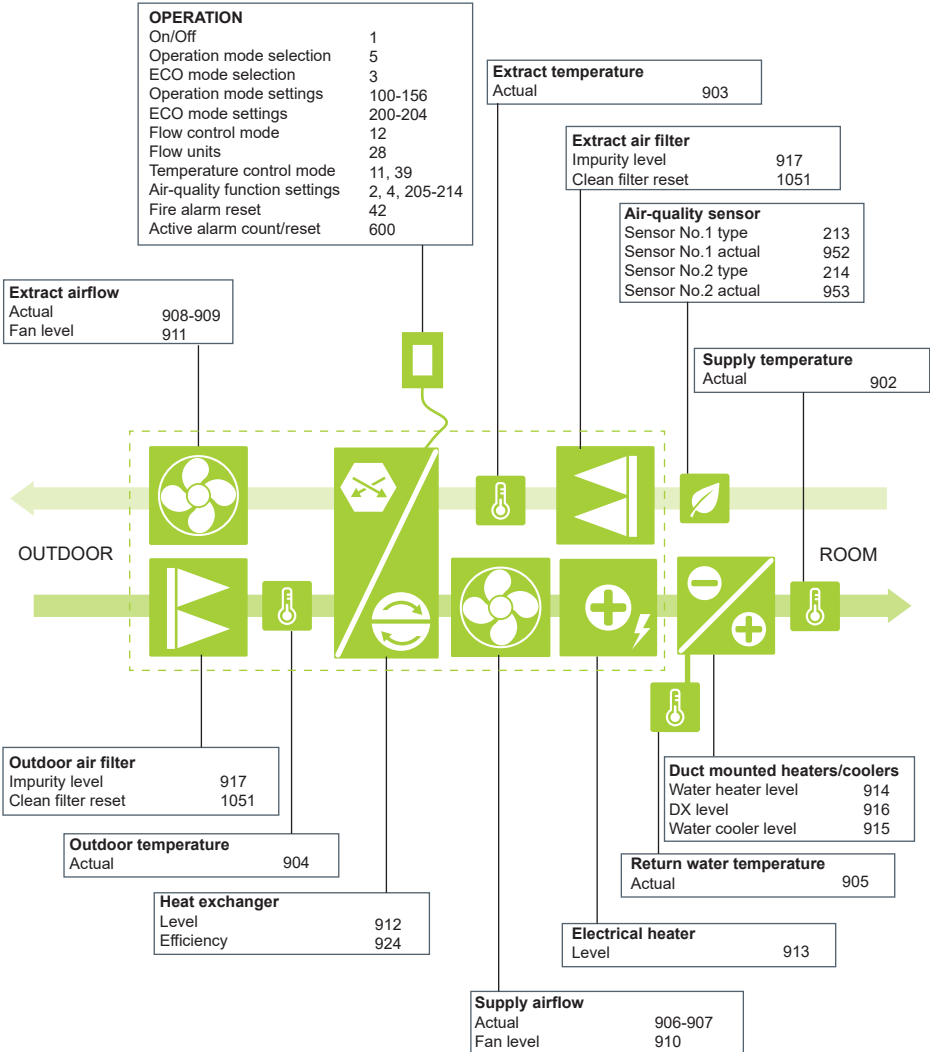 OPERATION
On/Off 1
Operation mode selection 5
ECO mode selection 3
Operation mode settings 100-156
ECO mode settings 200-204
Flow control mode 12
Flow units 28
Temperature control mode 11, 39
Air-quality function settings 2, 4, 205-214
Fire alarm reset 42
Active alarm count/reset 600
Extract temperature
Actual 903
Extract air filter
Impurity level 917
Clean filter reset 1051
Air-quality sensor
Sensor No.1 type 213
Sensor No.1 actual 952
Sensor No.2 type 214
Sensor No.2 actual 953
Extract airflow
Actual 908-909
Fan level 911
Supply temperature
Actual 902
OUTDOOR
ROOM
Outdoor air filter
Impurity level 917
Clean filter reset 1051
Duct mounted heaters/coolers
Water heater level 914
DX level 916
Water cooler level 915
Outdoor temperature
Actual 904
Return water temperature
Actual 905
Heat exchanger
Level 912
Efficiency 924
Electrical heater
Level 913
Supply airflow
Actual 906-907
Fan level 910